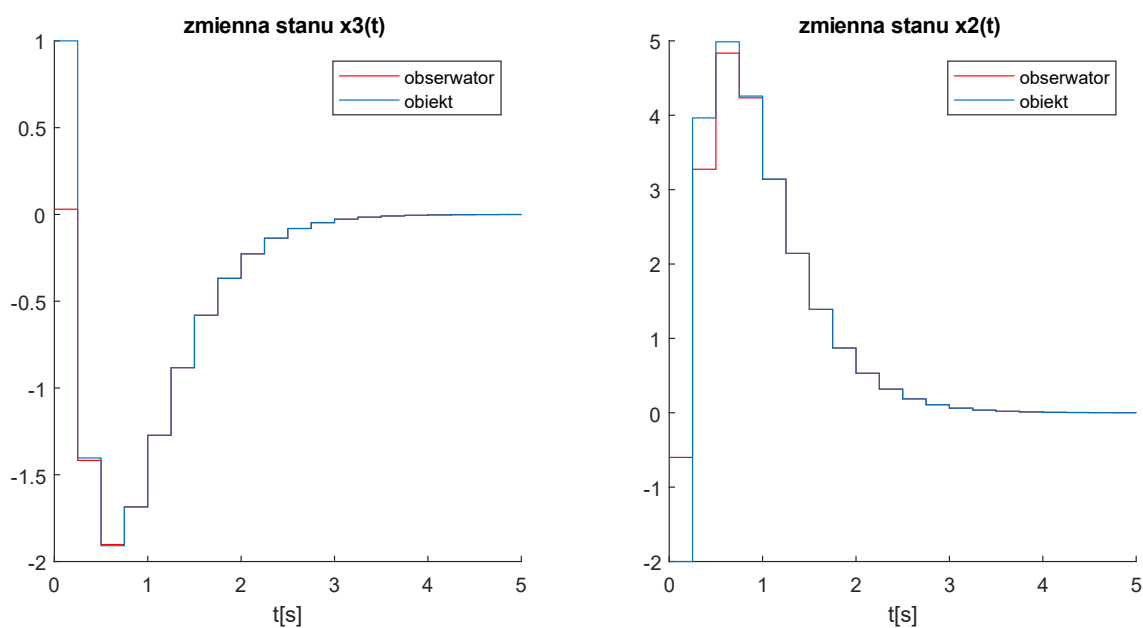 zmienna stanu x3(t)
obserwator
obiekt
1
0.5
0
-0.5
-1
-1.5
-2
0 1 2 3 4 5
t[s]
zmienna stanu x2(t)
obserwator
obiekt
5
4
3
2
1
0
-1
-2
0 1 2 3 4 5
t[s]